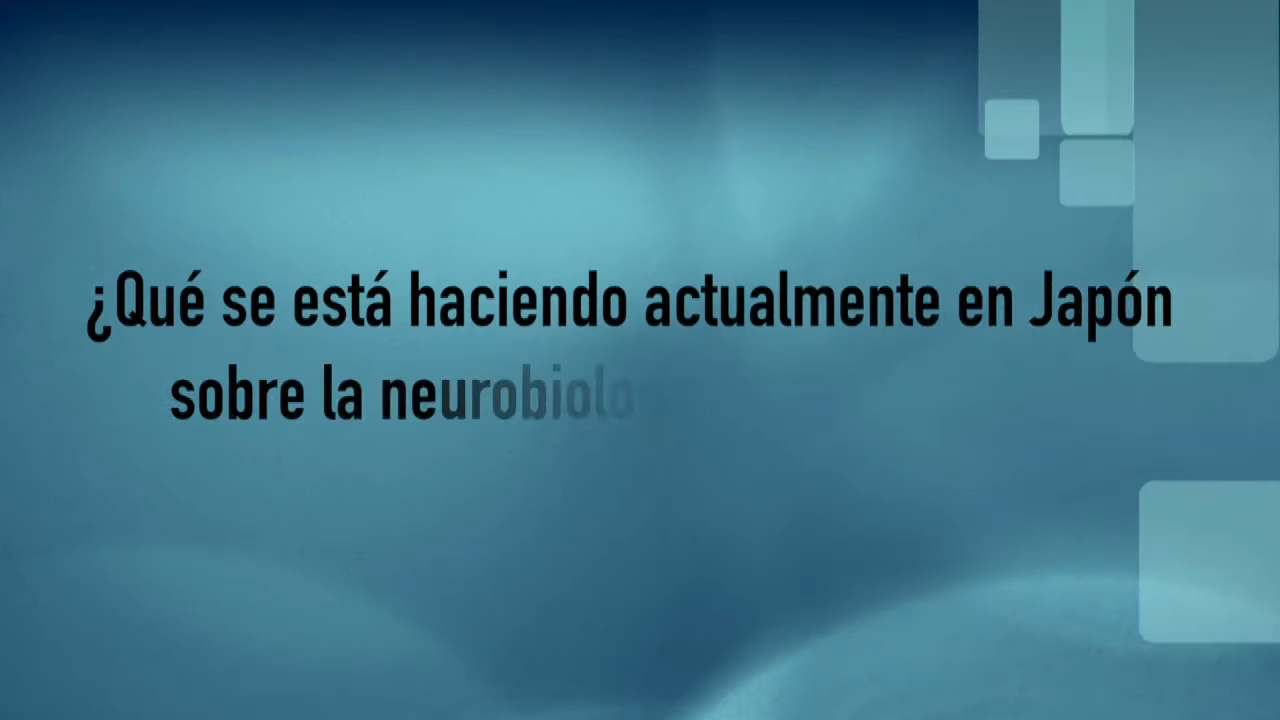 ¿Qué se está haciendo actualmente en Japón
sobre la neurobiolo